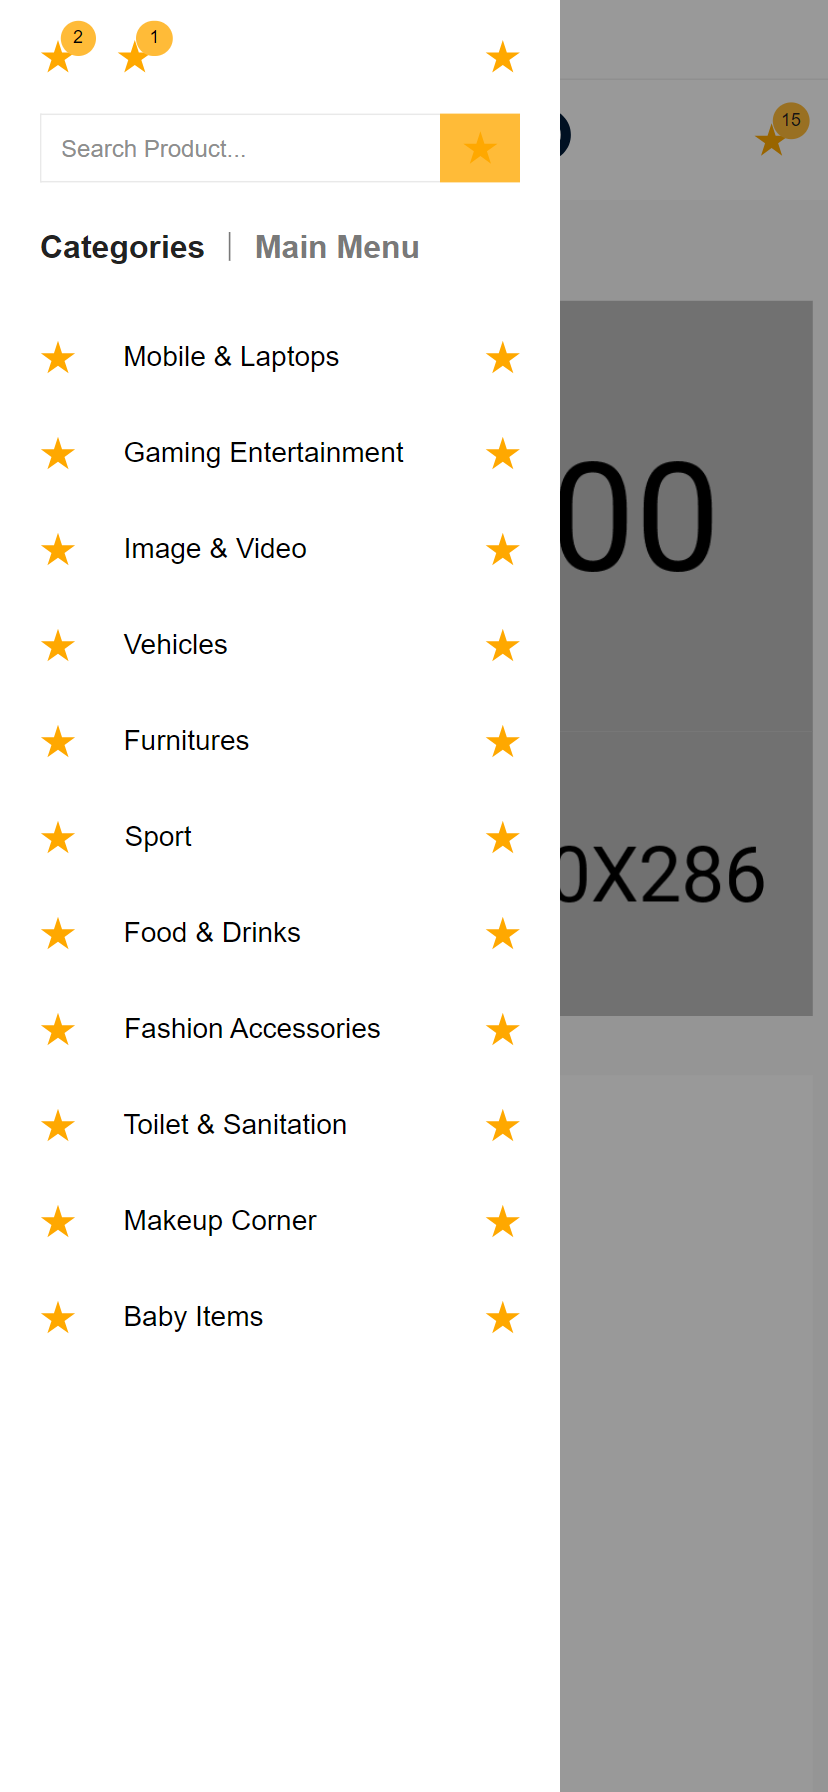 2
1
15
Search Product...
Categories | Main Menu
00
Mobile & Laptops
Gaming Entertainment
Image & Video
Vehicles
Furnitures
Sport
0X286
Food & Drinks
Fashion Accessories
Toilet & Sanitation
Makeup Corner
Baby Items